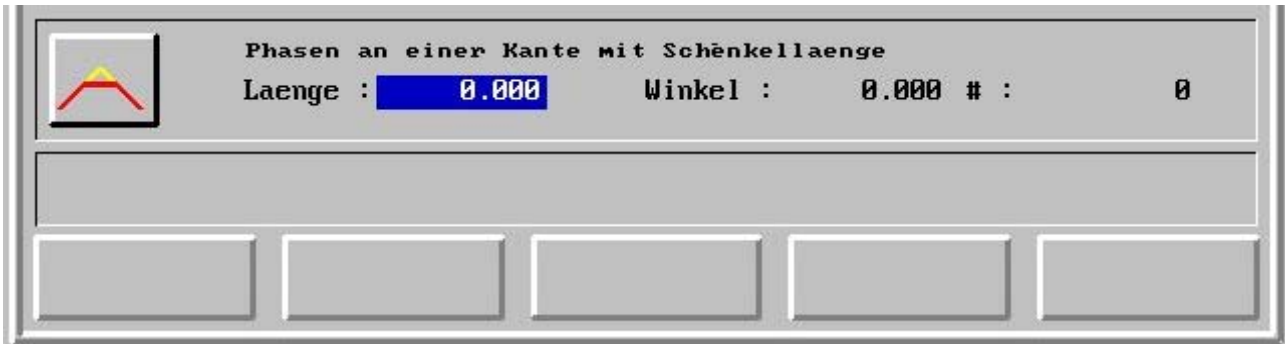 Phasen an einer Kante mit Schènkellaenge
Laenge : 0.000 Winkel : 0.000 # : 0